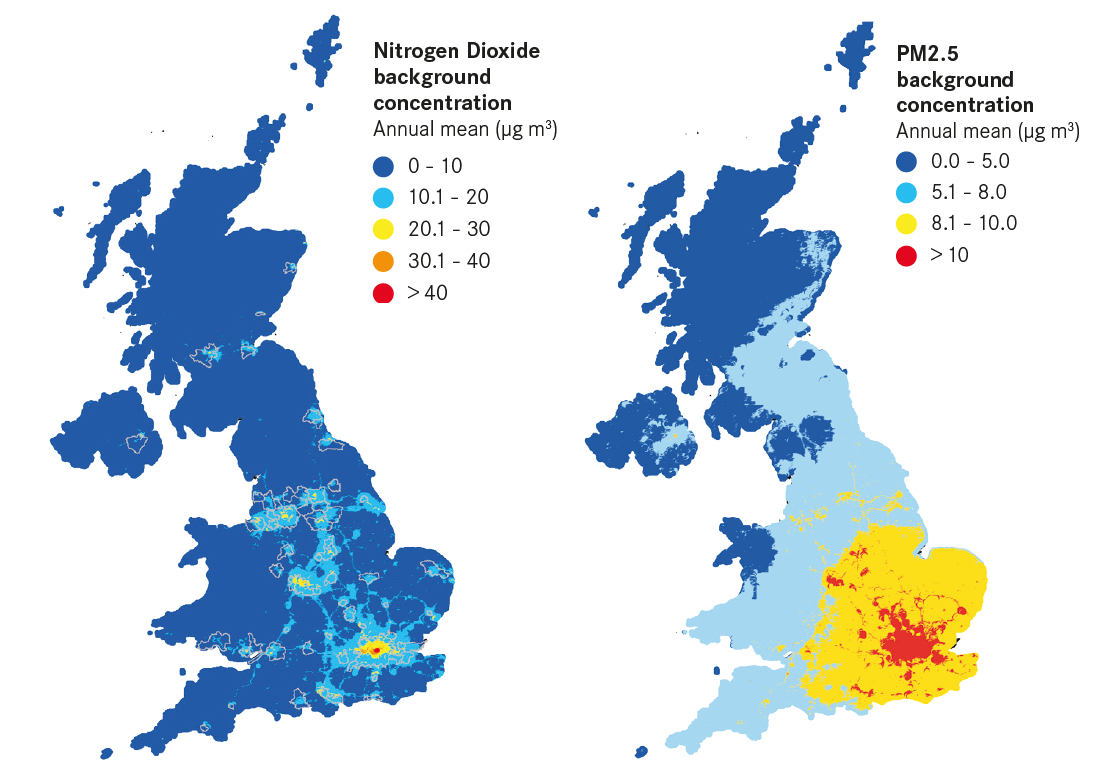 Nitrogen Dioxide
background
concentration
Annual mean (µg m³)
0 - 10
10.1 - 20
20.1 - 30
30.1 - 40
> 40
PM2.5
background
concentration
Annual mean (µg m³)
0.0 - 5.0
5.1 - 8.0
8.1 - 10.0
> 10